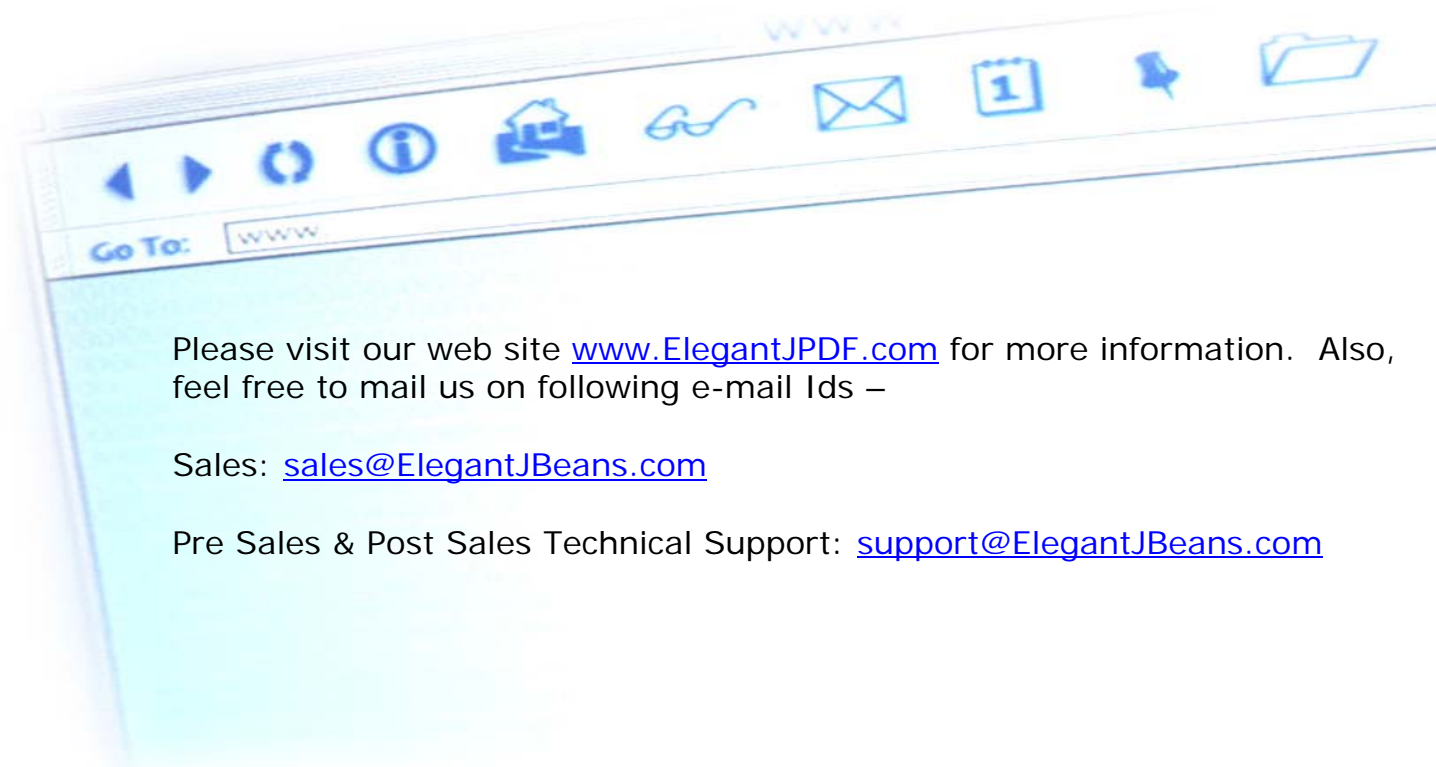 www
1
Go To: www.
Please visit our web site www.ElegantJPDF.com for more information.  Also,
feel free to mail us on following e-mail Ids –
Sales: sales@ElegantJBeans.com
Pre Sales & Post Sales Technical Support: support@ElegantJBeans.com